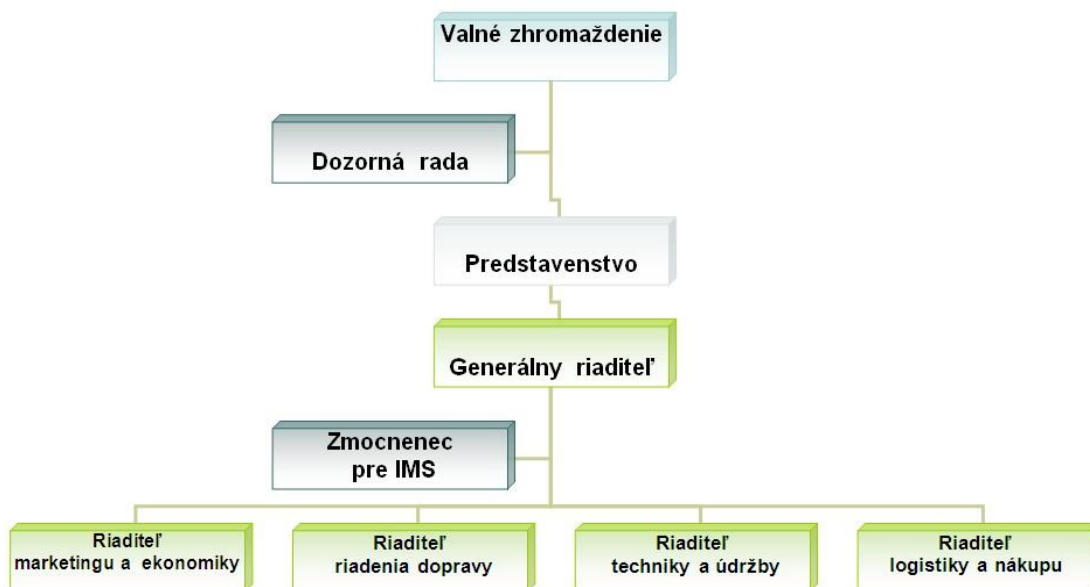 Valné zhromaždenie
Dozorná rada
Predstavenstvo
Generálny riaditeľ
Zmocnenec
pre IMS
Riaditeľ
marketingu a ekonomiky
Riaditeľ
riadenia dopravy
Riaditeľ
techniky a údržby
Riaditeľ
logistiky a nákupu